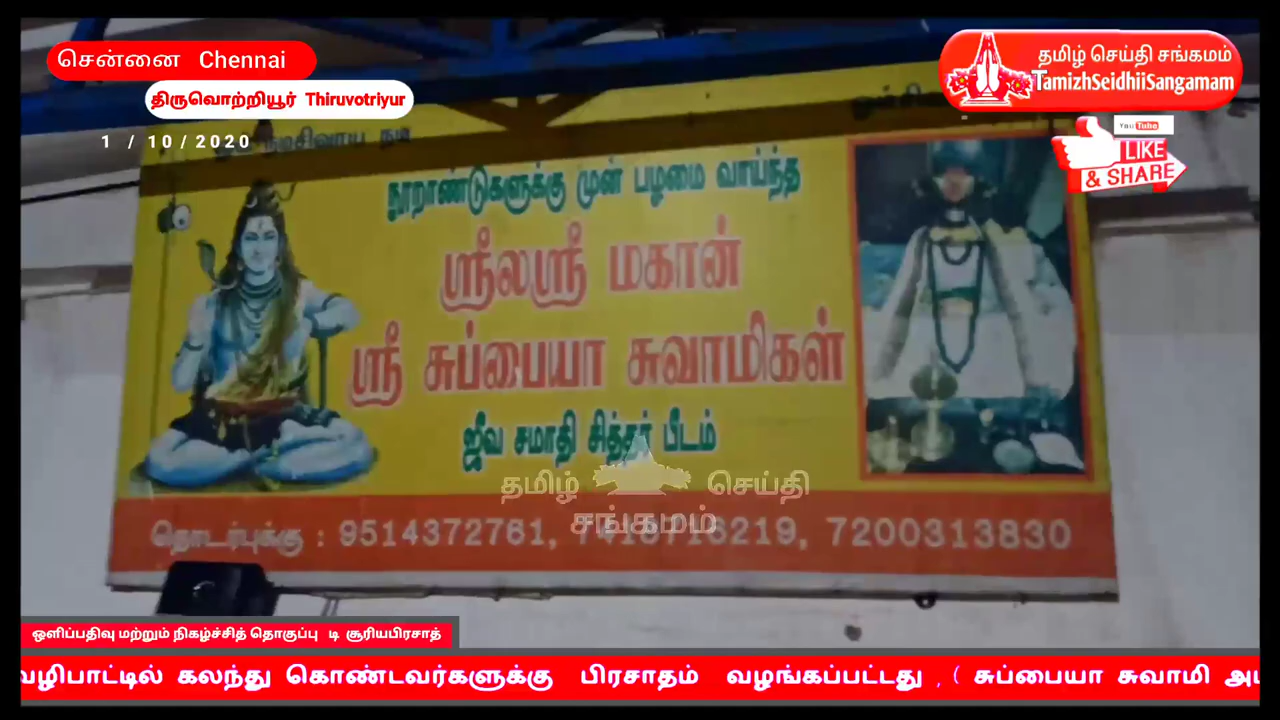 சென்னை Chennai
திருவொற்றியூர் Thiruvotriyur
1 / 10/2020
தமிழ் செய்தி சங்கமம்
TamizhSeidhiiSangamam
YouTube
LIKE
& SHARE
நமசிவாய
நூறாண்டுகளுக்கு முன் பழமை வாய்ந்த
ஸ்ரீலஸ்ரீ மகான்
ஸ்ரீ சுப்பையா சுவாமிகள்
ஜீவ சமாதி சித்தர் பீடம்
தமிழ் செய்தி
சங்கமம்
தொடர்புக்கு : 9514372761, 7200313830
ஒளிப்பதிவு மற்றும் நிகழ்ச்சித் தொகுப்பு டி சூரியபிரசாத்
வழிபாட்டில் கலந்து கொண்டவர்களுக்கு பிரசாதம் வழங்கப்பட்டது , ( சுப்பையா சுவாமி